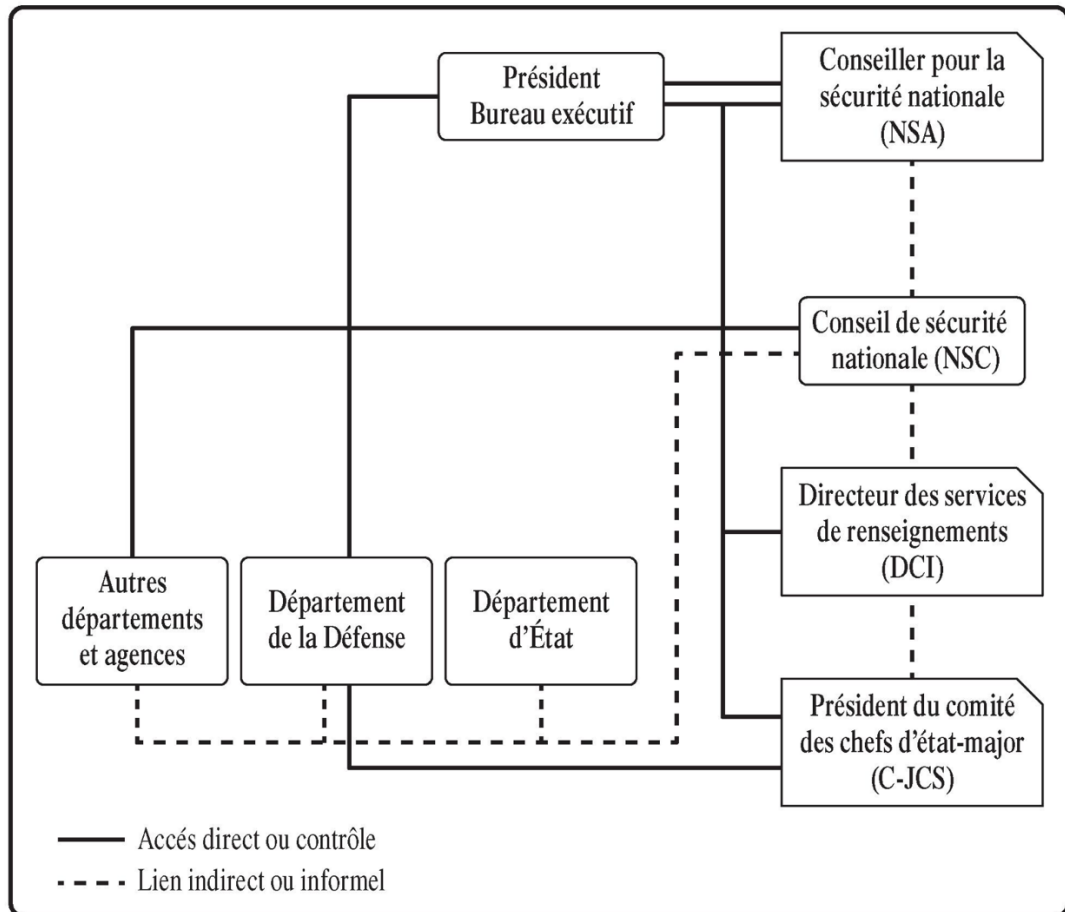 Président
Bureau exécutif
Conseiller pour la
sécurité nationale
(NSA)
Conseil de sécurité
nationale (NSC)
Directeur des services
de renseignements
(DCI)
Autres
départements
et agences
Département
de la Défense
Département
d'État
Président du comité
des chefs d'état-major
(C-JCS)
Accés direct ou contrôle
Lien indirect ou informel